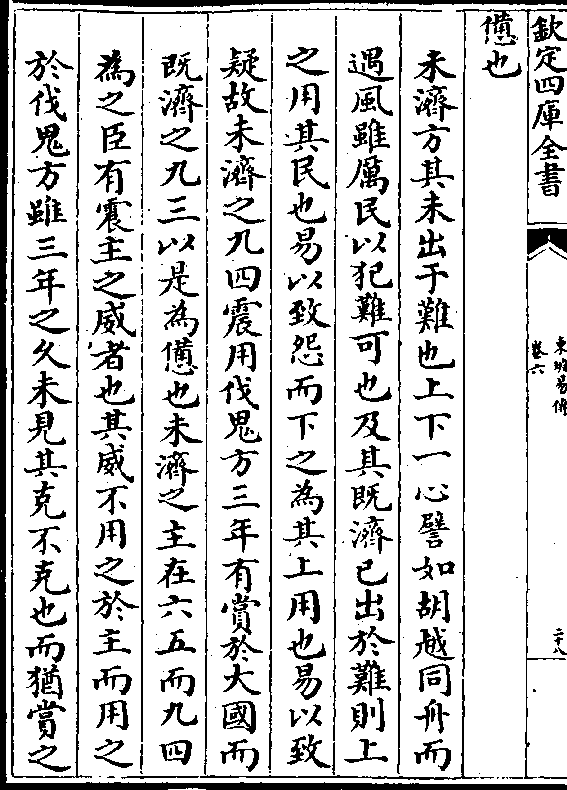 欽定四庫全書
東坡易傳
卷六
二十八
憊也
未濟方其未出于難也上下一心譬如胡越同舟而
遇風雖厲民以犯難可也及其既濟已出於難則上
之用其民也易以致怨而下之為其上用也易以致
疑故未濟之九四震用伐鬼方三年有賞於大國而
既濟之九三以是為憊也未濟之主在六五而九四
為之臣有震主之威者也其威不用之於主而用之
於伐鬼方雖三年之久未見其克不克也而猶賞之